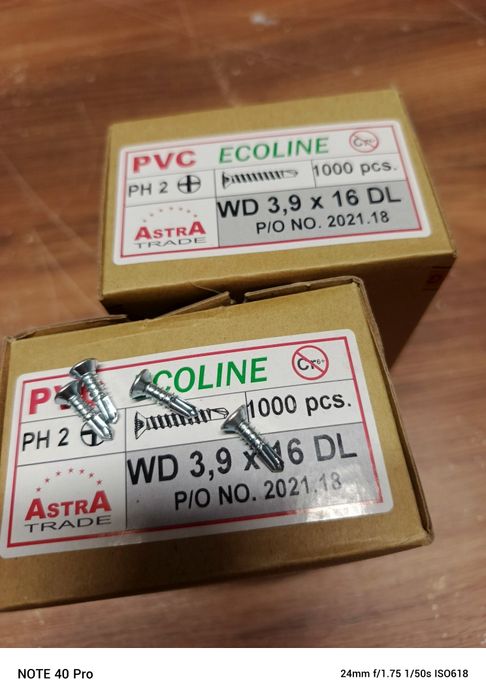 PVC ECOLINE
PH 2
1000 pcs.
WD 3,9 x 16 DL
P/O NO. 2021.18
ASTRA
TRADE
ECOLINE
Cr6+
PH 2
1000 pcs.
WD 3,9 x 16 DL
P/O NO. 2021.18
ASTRA
TRADE
NOTE 40 Pro
24mm f/1.75 1/50s ISO618